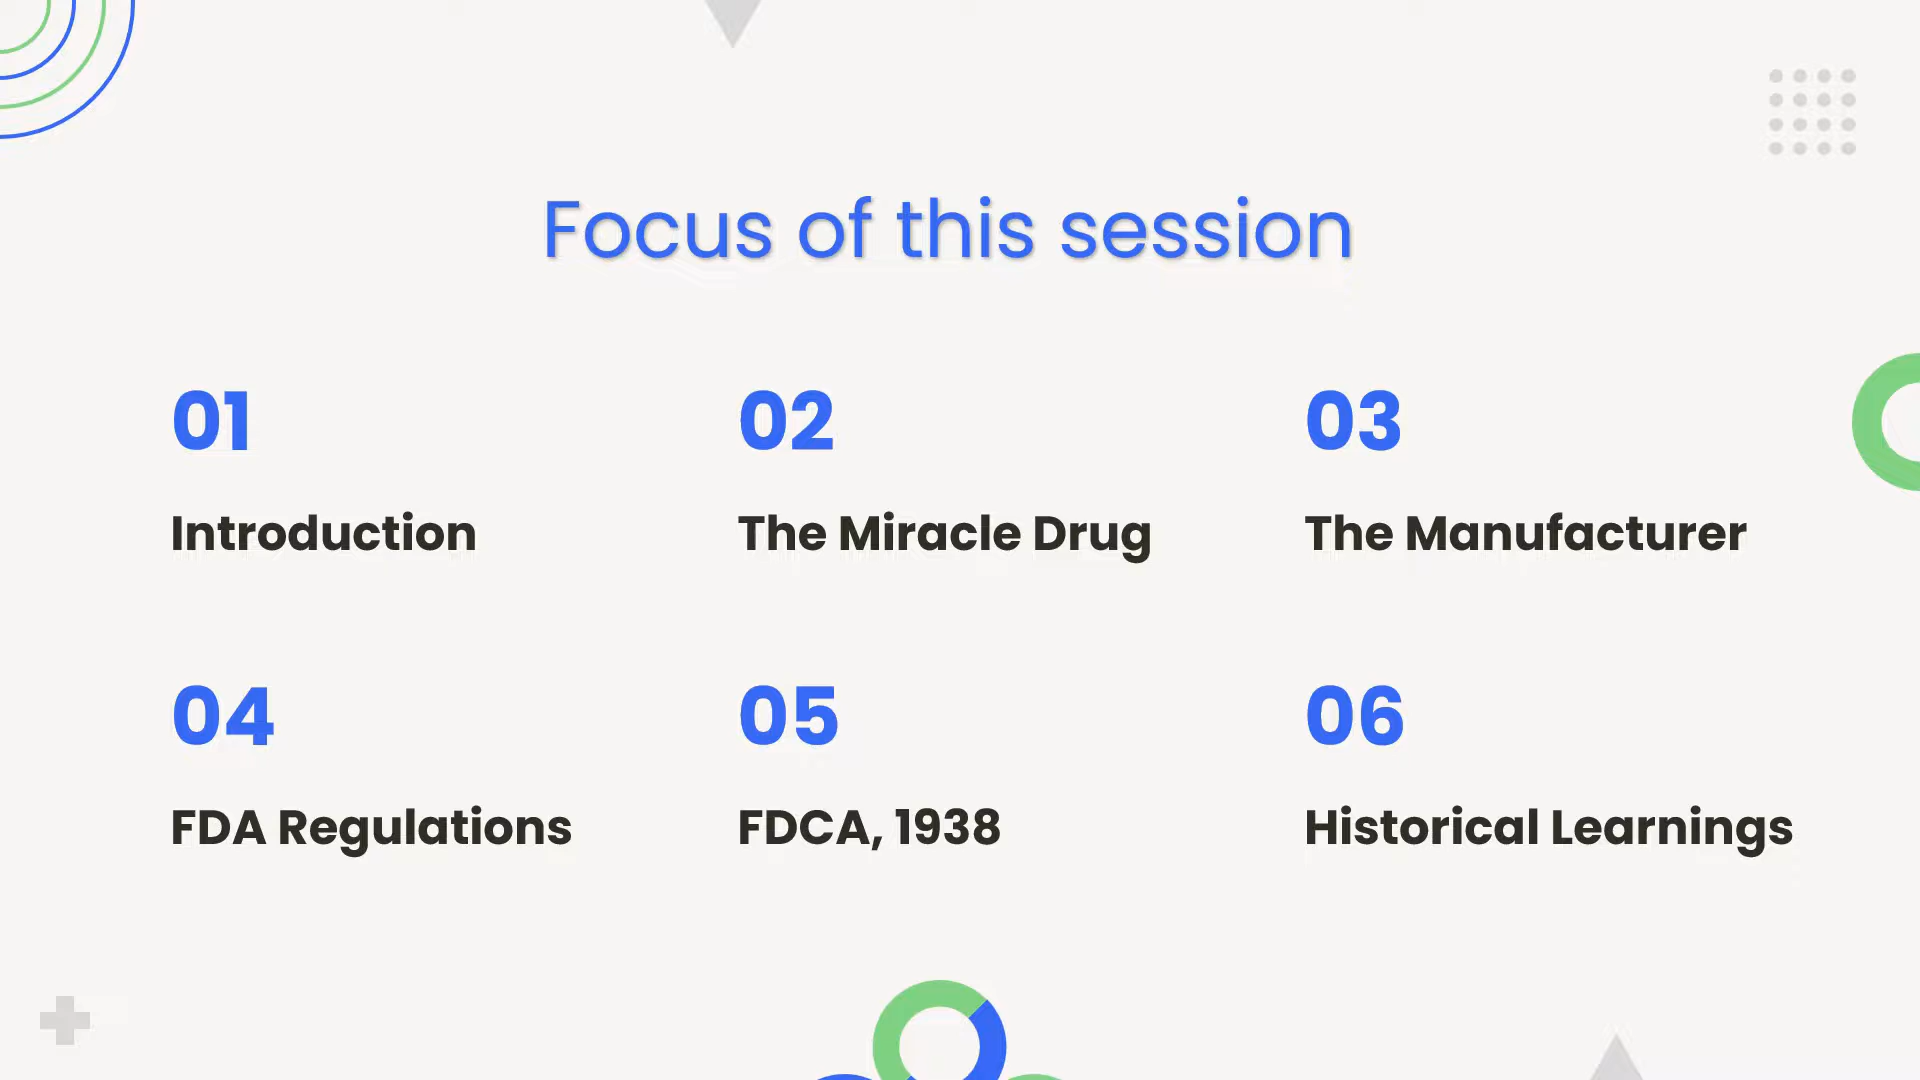 Focus of this session
01
Introduction
02
The Miracle Drug
03
The Manufacturer
04
FDA Regulations
05
FDCA, 1938
06
Historical Learnings